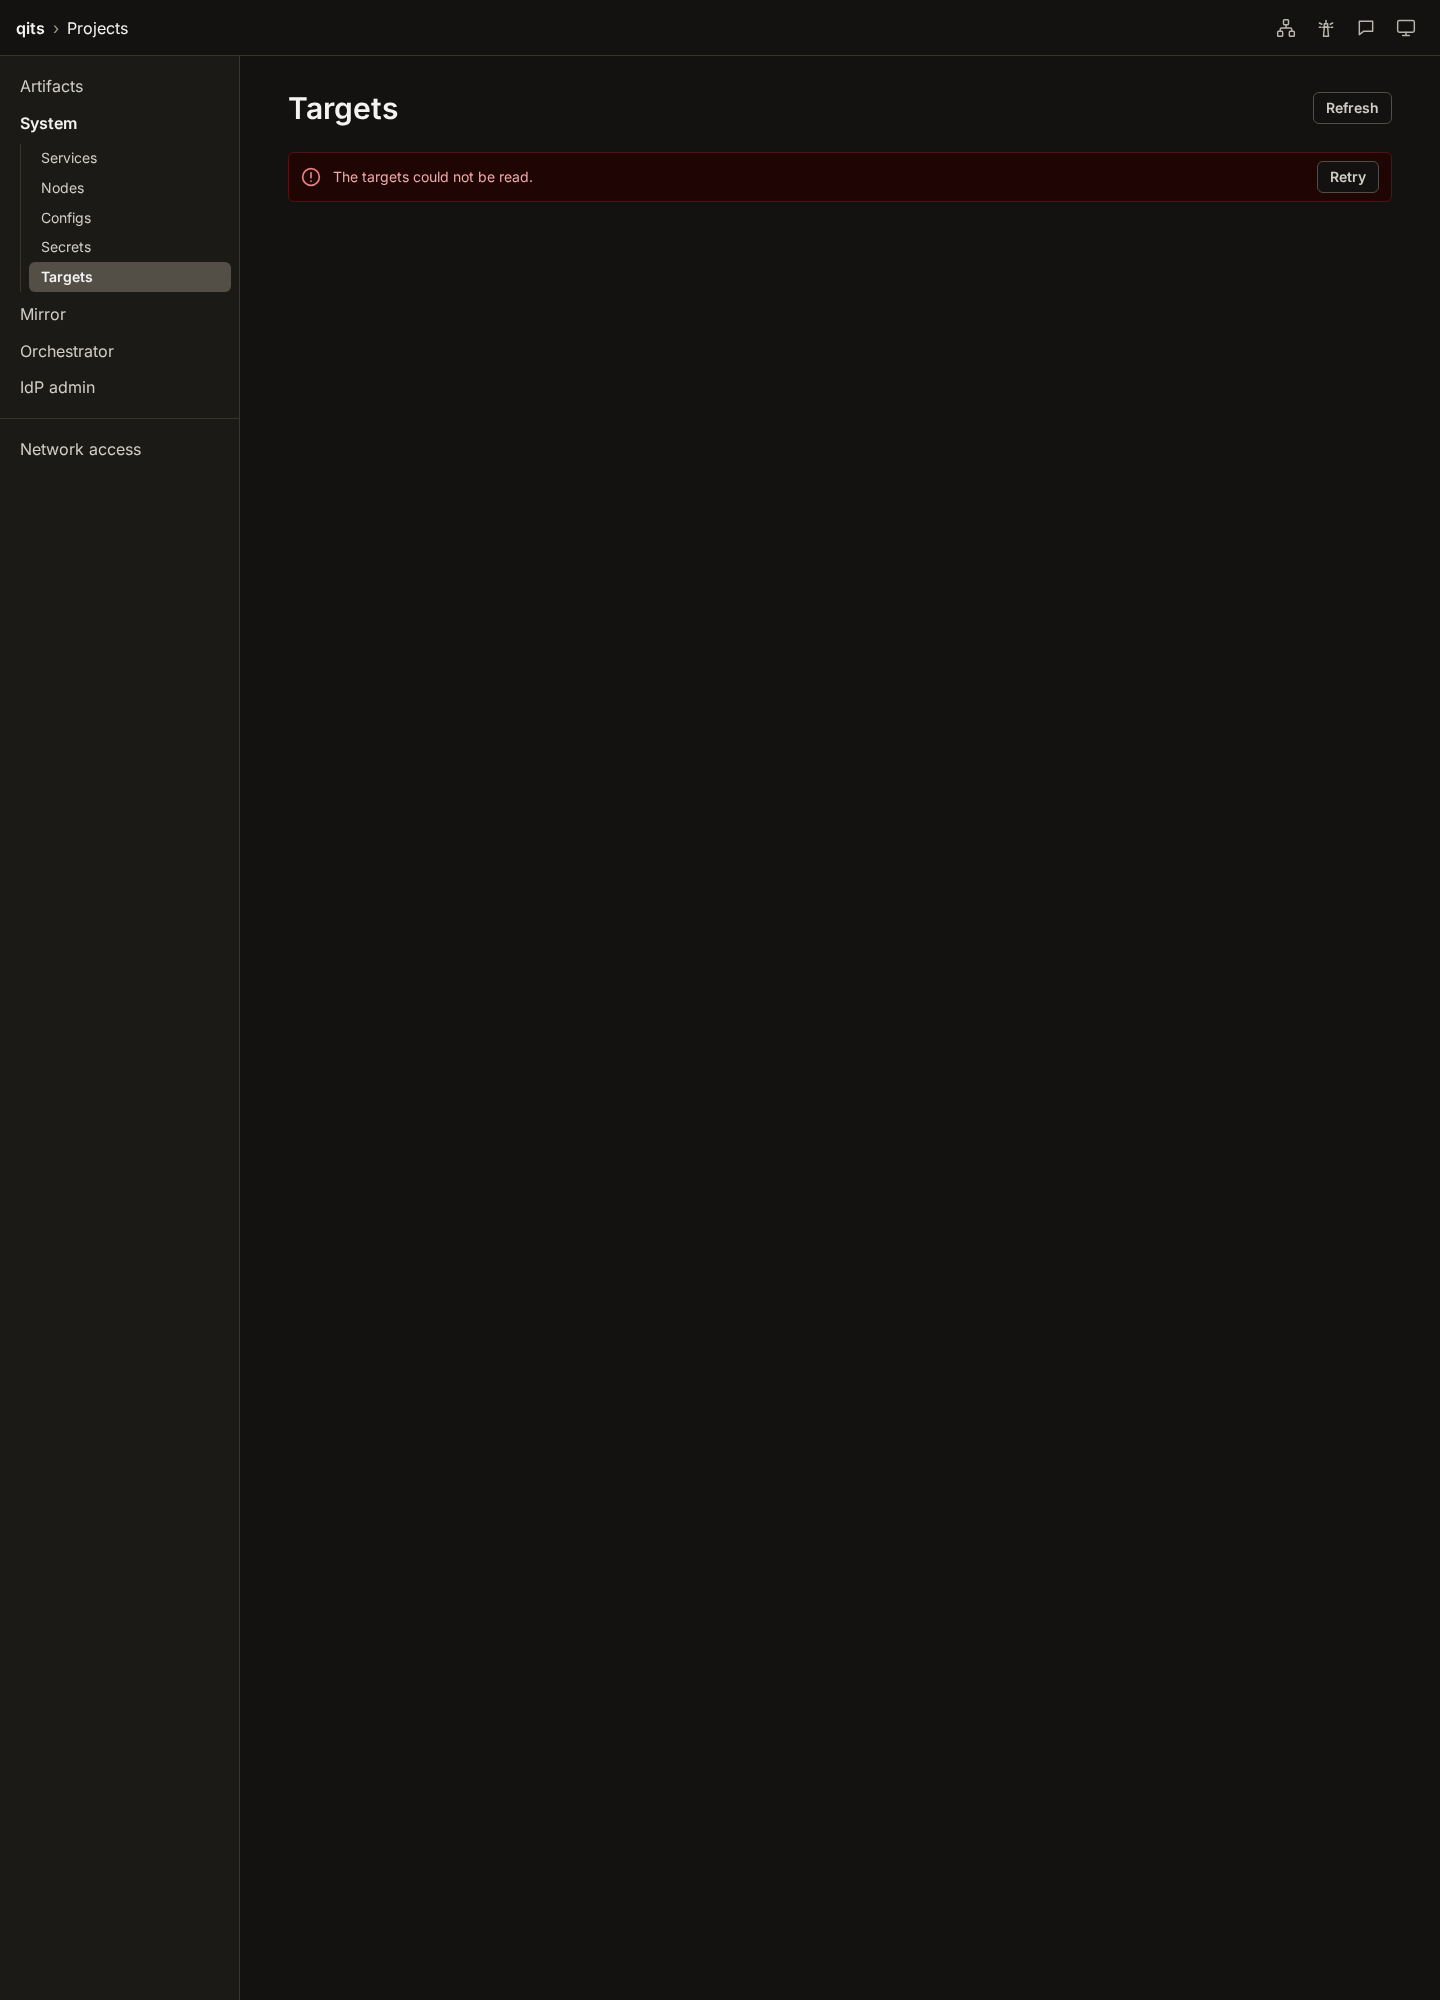 qits › Projects
Artifacts
System
Services
Nodes
Configs
Secrets
Targets
Mirror
Orchestrator
IdP admin
Network access
Targets
Refresh
The targets could not be read.
Retry